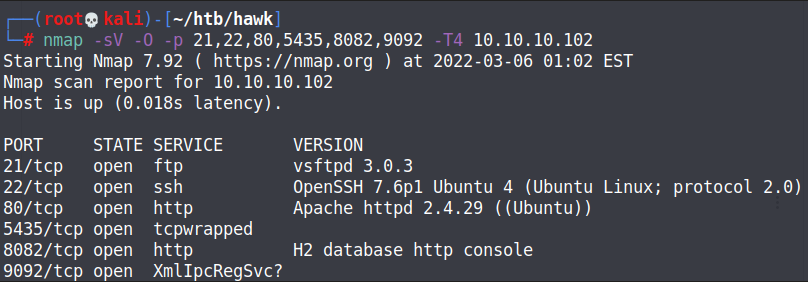 ┌──(root💀kali)-[~/htb/hawk]
└─# nmap -sV -O -p 21,22,80,5435,8082,9092 -T4 10.10.10.102
Starting Nmap 7.92 ( https://nmap.org ) at 2022-03-06 01:02 EST
Nmap scan report for 10.10.10.102
Host is up (0.018s latency).

PORT     STATE SERVICE       VERSION
21/tcp   open  ftp           vsftpd 3.0.3
22/tcp   open  ssh           OpenSSH 7.6p1 Ubuntu 4 (Ubuntu Linux; protocol 2.0)
80/tcp   open  http          Apache httpd 2.4.29 ((Ubuntu))
5435/tcp open  tcpwrapped
8082/tcp open  http          H2 database http console
9092/tcp open  XmlIpcRegSvc?